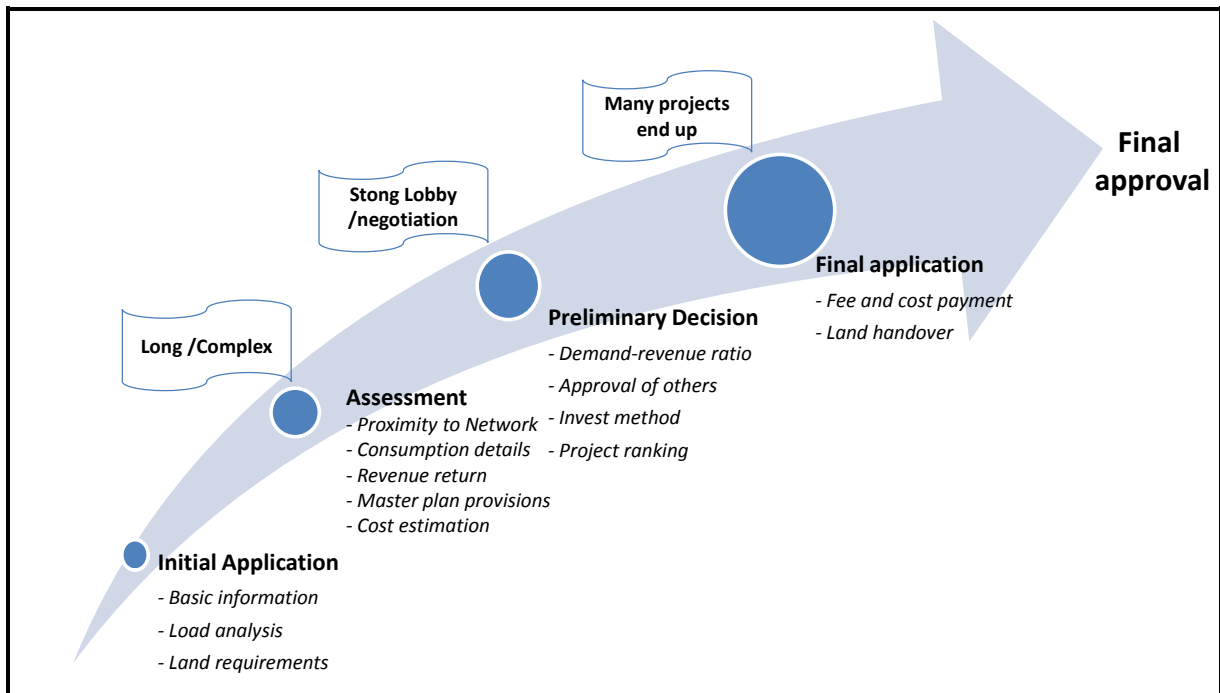 Many projects
end up
Final
approval
Stong Lobby
/negotiation
Final application
- Fee and cost payment
- Land handover
Long /Complex
Preliminary Decision
- Demand-revenue ratio
- Approval of others
- Invest method
- Project ranking
Assessment
- Proximity to Network
- Consumption details
- Revenue return
- Master plan provisions
- Cost estimation
Initial Application
- Basic information
- Load analysis
- Land requirements